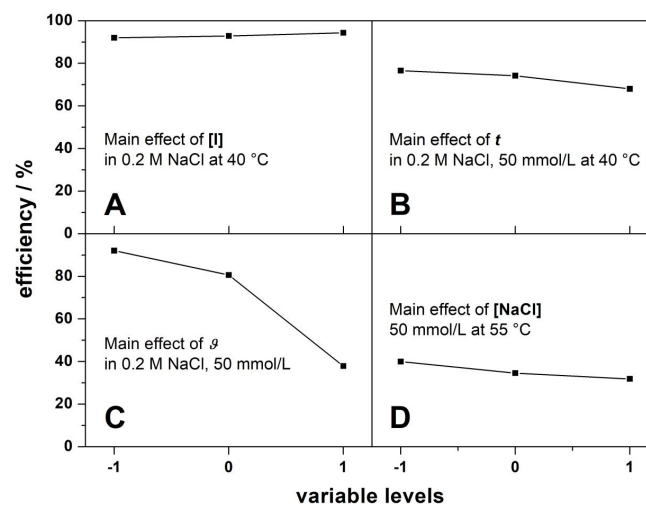 efficiency / %
100
80
60
40
20
0
Main effect of [I]
in 0.2 M NaCl at 40 °C
A
Main effect of t
in 0.2 M NaCl, 50 mmol/L at 40 °C
B
80
60
40
20
0
Main effect of ϑ
in 0.2 M NaCl, 50 mmol/L
C
Main effect of [NaCl]
50 mmol/L at 55 °C
D
-1 0 1 -1 0 1
variable levels